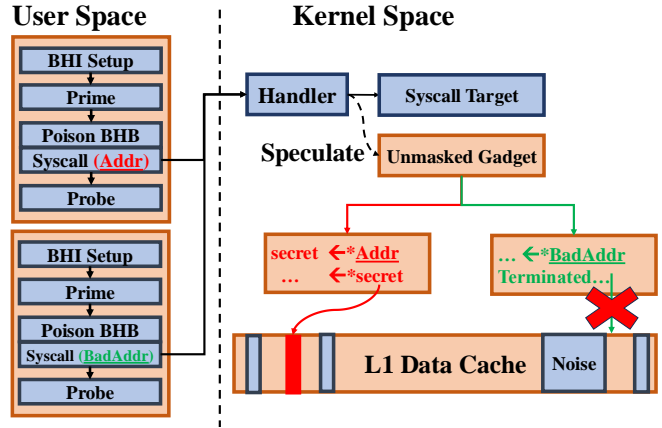 User Space
Kernel Space
BHI Setup
Prime
Poison BHB
Syscall (Addr)
Probe
BHI Setup
Prime
Poison BHB
Syscall (BadAddr)
Probe
Handler
Syscall Target
Speculate
Unmasked Gadget
secret ←*Addr
... ←*secret
... ←*BadAddr
Terminated...
L1 Data Cache
Noise